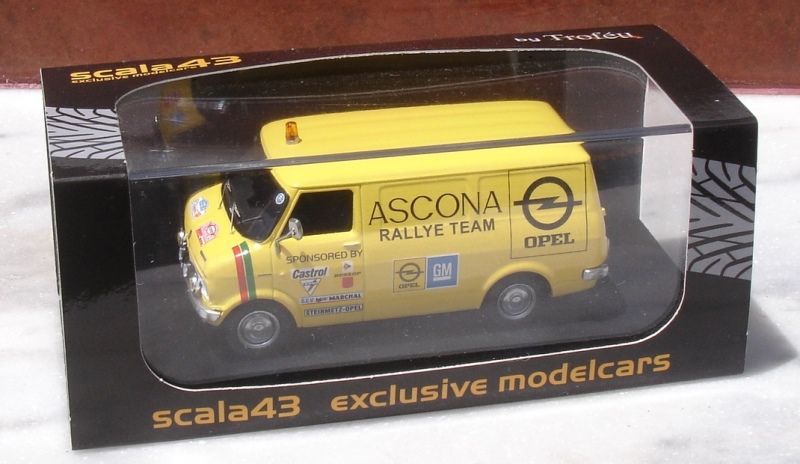 scala43
exclusive modelcars
by Troféu
ASCONA
RALLYE TEAM
OPEL
SPONSORED BY
Castrol
DUNLOP
OPEL
GM
MARCHAL
STEINMETZ-OPEL
scala43 exclusive modelcars